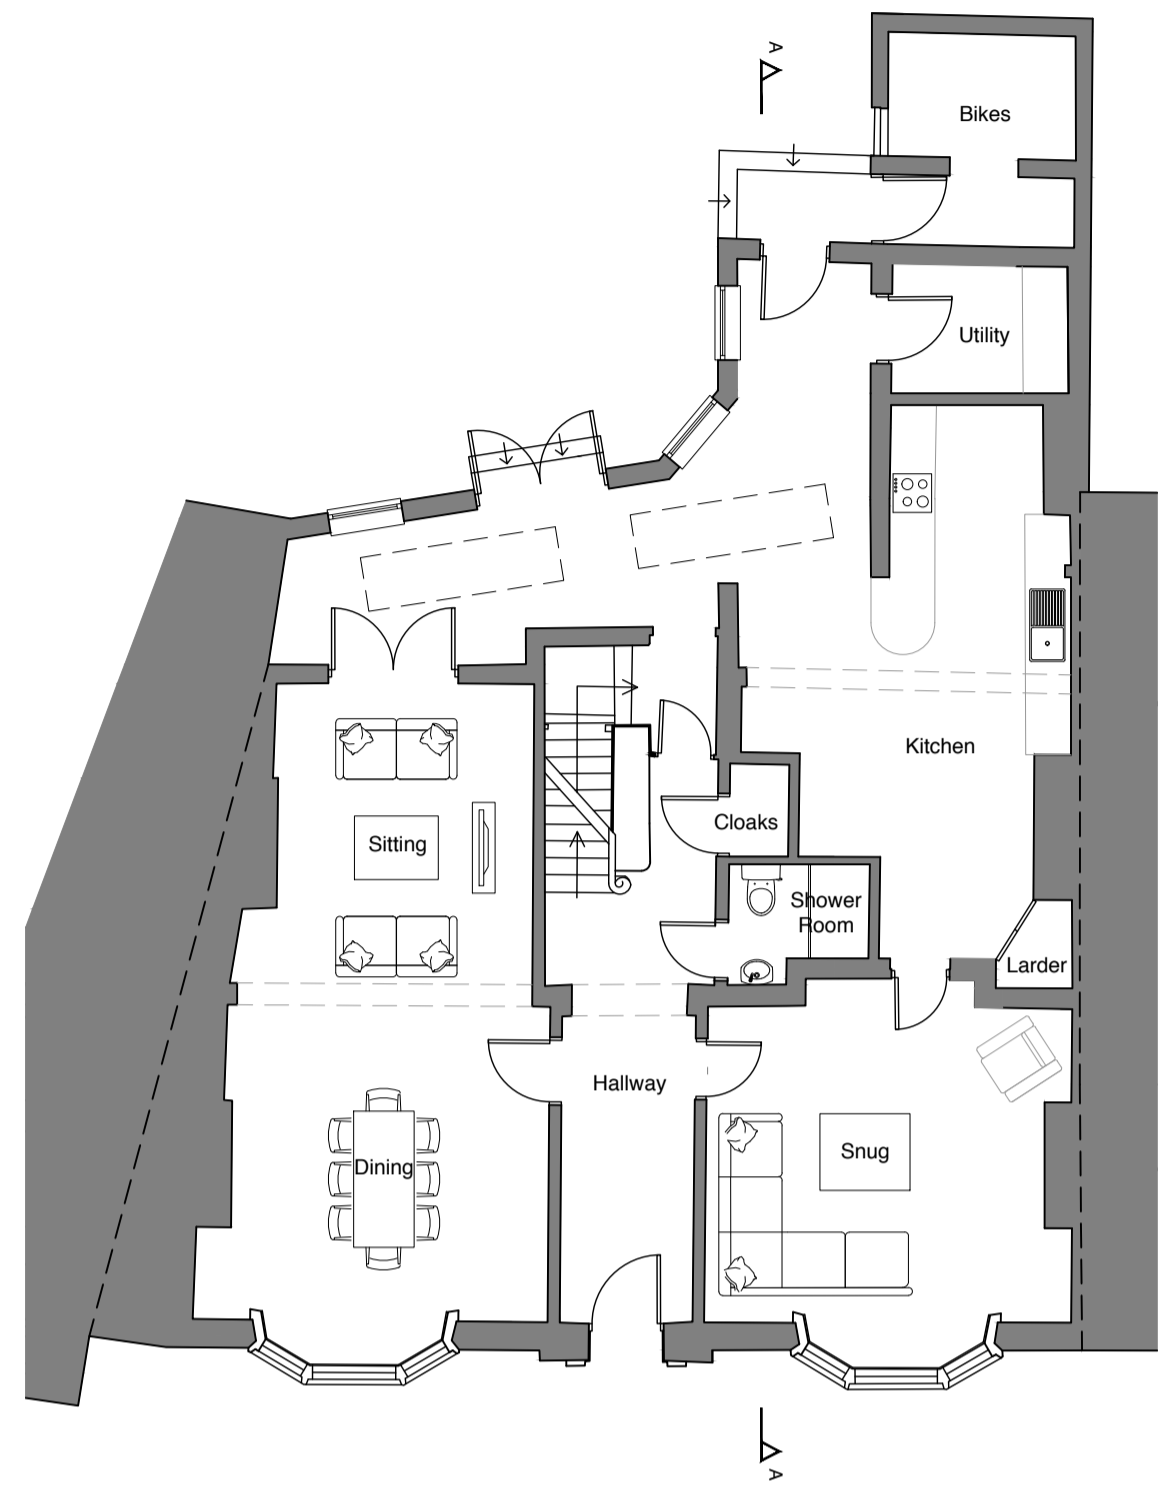 A
Bikes
Utility
Kitchen
Sitting
Cloaks
Shower
Room
Larder
Hallway
Dining
Snug
A